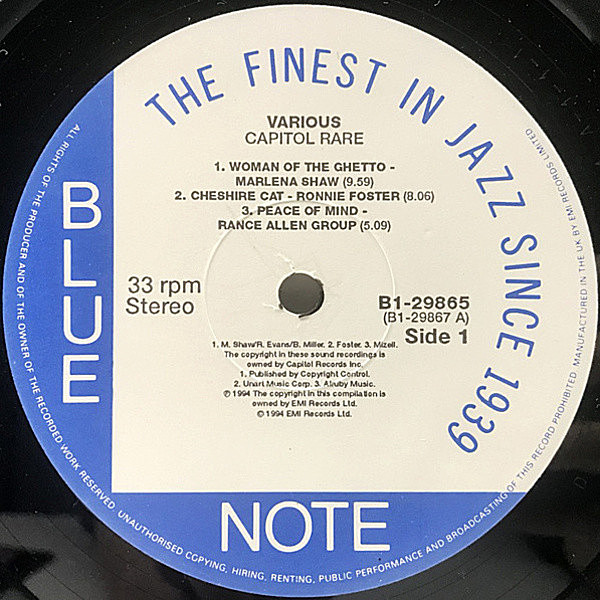 THE FINEST IN JAZZ SINCE 1939
VARIOUS
CAPITOL RARE
1. WOMAN OF THE GHETTO -
MARLENA SHAW (9.59)
2. CHESHIRE CAT - RONNIE FOSTER (8.06)
3. PEACE OF MIND -
RANCE ALLEN GROUP (5.09)
BLUE
33 rpm
Stereo
B1-29865
(B1-29867 A)
Side 1
1. M. Shaw/R. Evans/B. Miller. 2. Foster. 3. Mizell.
The copyright in these sound recordings is
owned by Capitol Records Inc.
1. Published by Copyright Control.
2. Unart Music Corp. 3. Alruby Music.
℗ 1994 The copyright in this compilation is
owned by EMI Records Ltd.
© 1994 EMI Records Ltd.
NOTE
ALL RIGHTS OF THE PRODUCER AND OF THE OWNER OF THE RECORDED WORK RESERVED. UNAUTHORISED COPYING, HIRING, RENTING, PUBLIC PERFORMANCE AND BROADCASTING OF THIS RECORD PROHIBITED. MANUFACTURED IN THE UK BY EMI RECORDS LIMITED